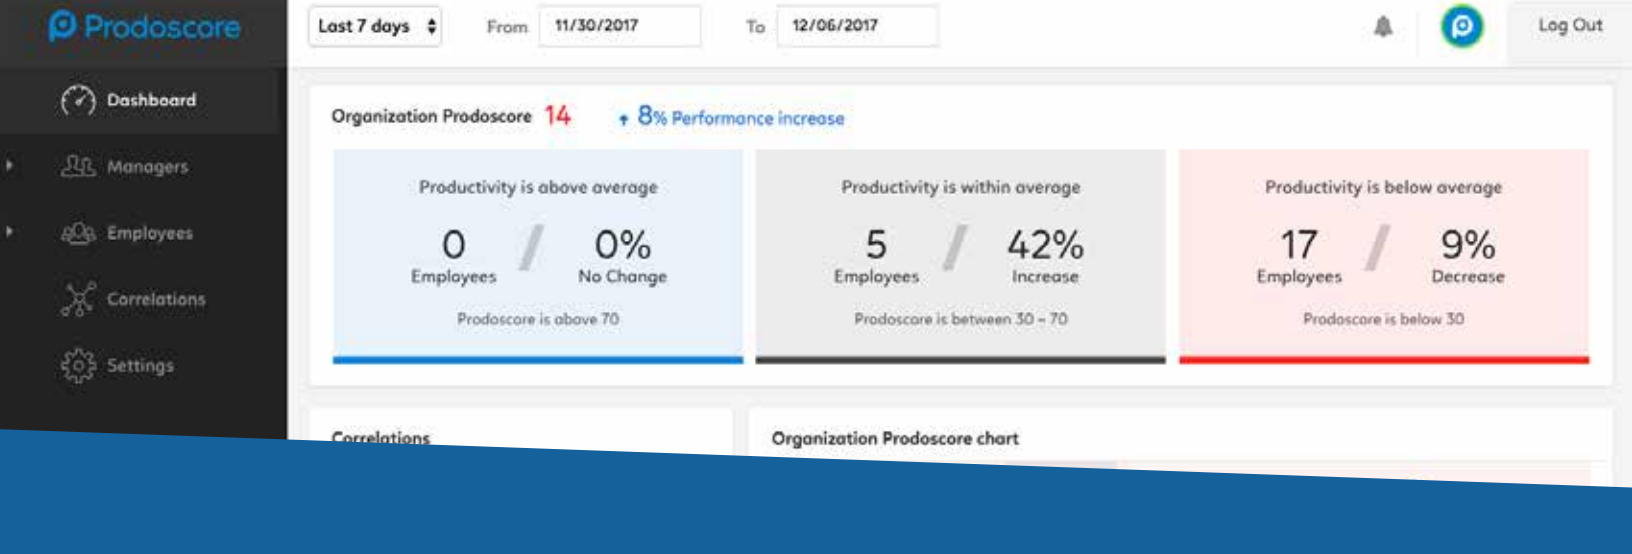 Prodoscore
Last 7 days From 11/30/2017 To 12/06/2017 Log Out
Dashboard
Managers
Employees
Correlations
Settings
Organization Prodoscore 14 8% Performance increase
Productivity is above average
0 / 0%
Employees No Change
Prodoscore is above 70
Productivity is within average
5 / 42%
Employees Increase
Prodoscore is between 30 – 70
Productivity is below average
17 / 9%
Employees Decrease
Prodoscore is below 30
Correlations
Organization Prodoscore chart